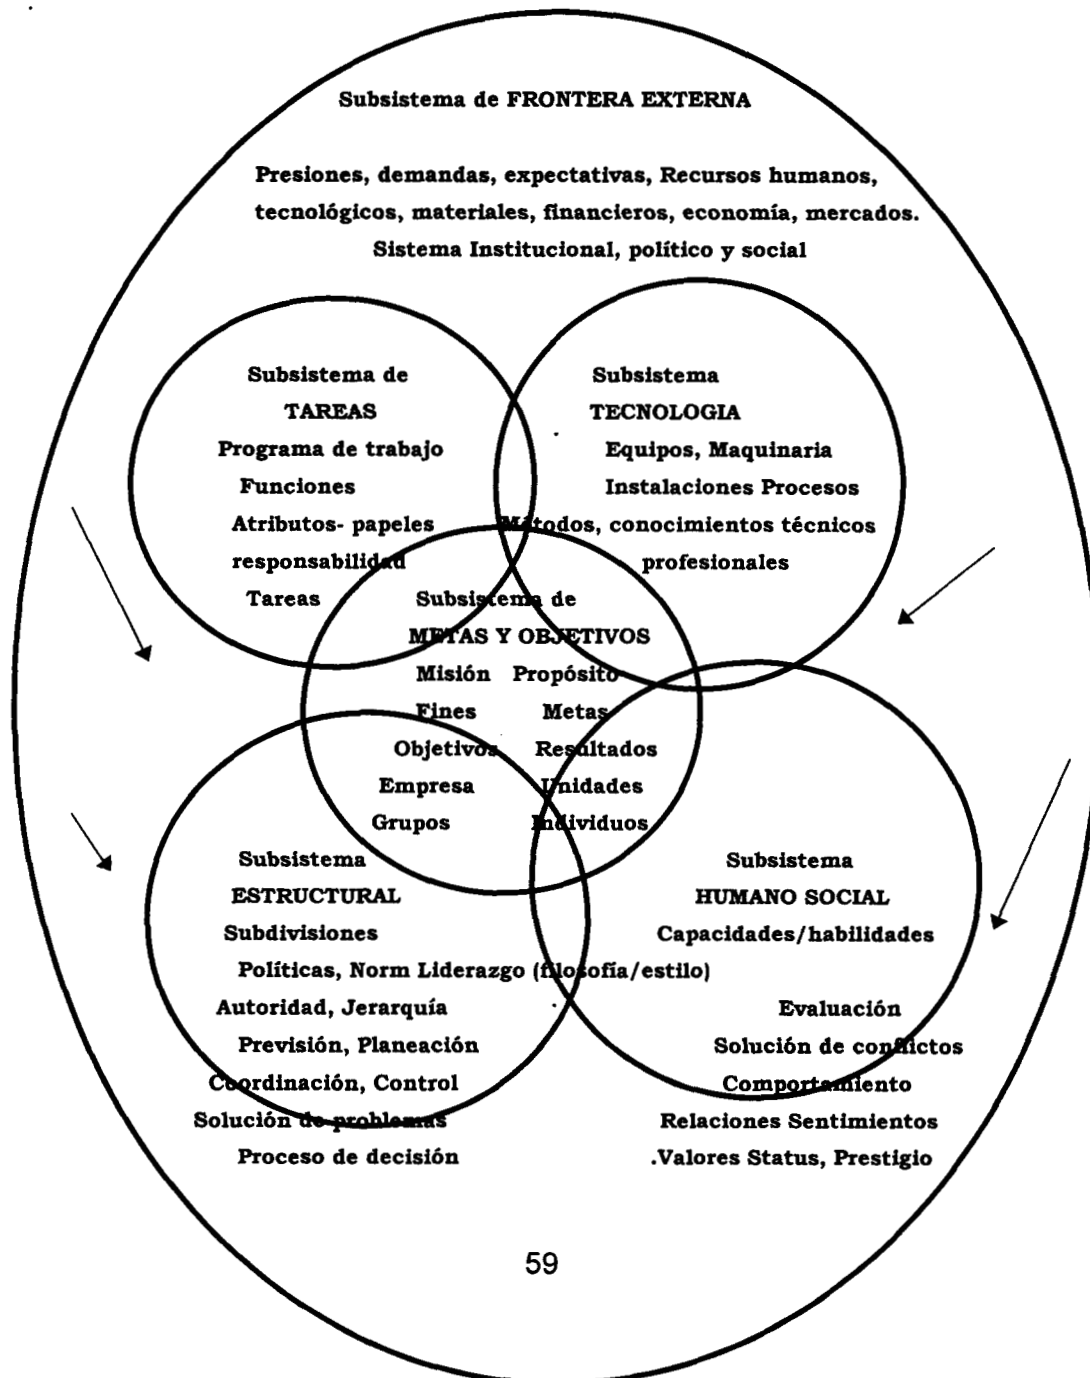 Subsistema de FRONTERA EXTERNA
Presiones, demandas, expectativas, Recursos humanos,
tecnológicos, materiales, financieros, economía, mercados.
Sistema Institucional, político y social
Subsistema de
TAREAS
Programa de trabajo
Funciones
Atributos- papeles
responsabilidad
Tareas
Subsistema
TECNOLOGIA
Equipos, Maquinaria
Instalaciones Procesos
Métodos, conocimientos técnicos
profesionales
Subsistema de
METAS Y OBJETIVOS
Misión Propósito
Fines Metas
Objetivos Resultados
Empresa Unidades
Grupos Individuos
Subsistema
ESTRUCTURAL
Subdivisiones
Políticas, Norm Liderazgo (filosofía/estilo)
Autoridad, Jerarquía
Previsión, Planeación
Coordinación, Control
Solución de problemas
Proceso de decisión
Subsistema
HUMANO SOCIAL
Capacidades/habilidades
Evaluación
Solución de conflictos
Comportamiento
Relaciones Sentimientos
.Valores Status, Prestigio
59